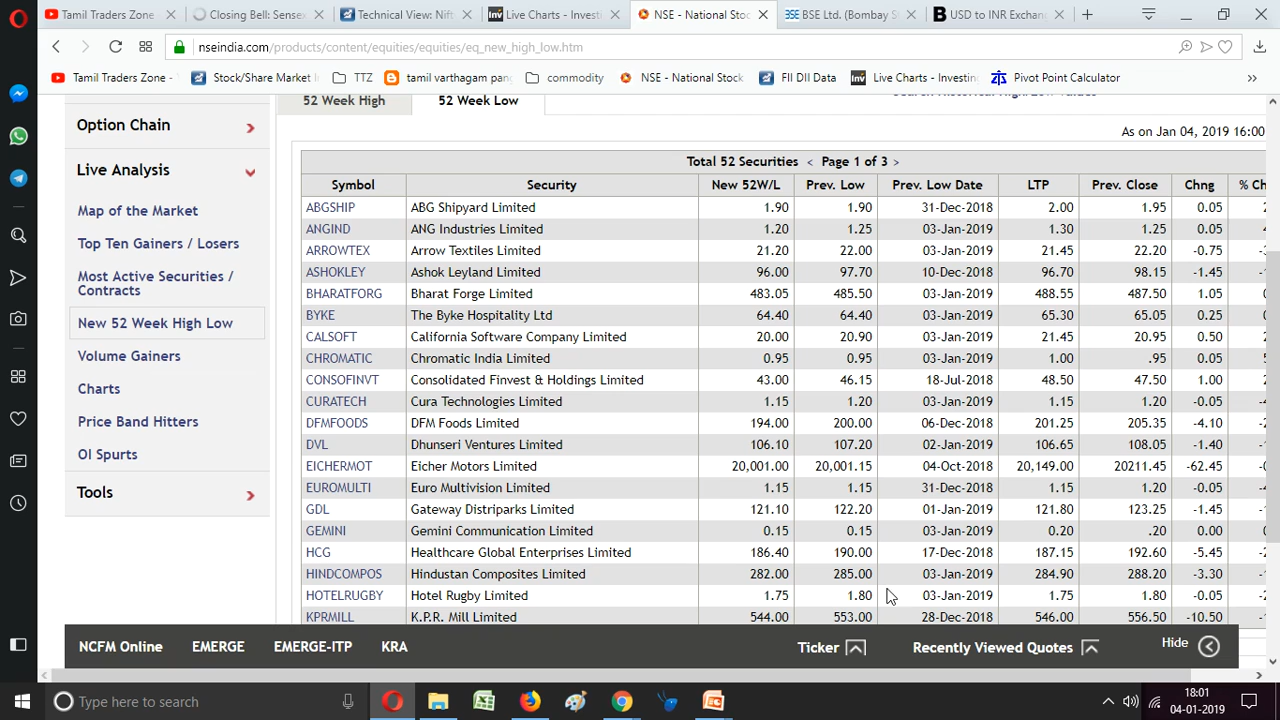 Tamil Traders Zone
Closing Bell: Sensex
Technical View: Nift
Live Charts - Investi
NSE - National Stoc
BSE Ltd. (Bombay S
USD to INR Exchan
nseindia.com/products/content/equities/equities/eq_new_high_low.htm
Tamil Traders Zone -
Stock/Share Market I
TTZ
tamil varthagam pan
commodity
NSE - National Stock
FII DII Data
Live Charts - Investin
Pivot Point Calculator
52 Week High
52 Week Low
As on Jan 04, 2019 16:00
Option Chain
Live Analysis
Map of the Market
Top Ten Gainers / Losers
Most Active Securities /
Contracts
New 52 Week High Low
Volume Gainers
Charts
Price Band Hitters
OI Spurts
Tools
Total 52 Securities < Page 1 of 3 >
Symbol Security New 52W/L Prev. Low Prev. Low Date LTP Prev. Close Chng % Ch
ABGSHIP ABG Shipyard Limited 1.90 1.90 31-Dec-2018 2.00 1.95 0.05
ANGIND ANG Industries Limited 1.20 1.25 03-Jan-2019 1.30 1.25 0.05
ARROWTEX Arrow Textiles Limited 21.20 22.00 03-Jan-2019 21.45 22.20 -0.75
ASHOKLEY Ashok Leyland Limited 96.00 97.70 10-Dec-2018 96.70 98.15 -1.45
BHARATFORG Bharat Forge Limited 483.05 485.50 03-Jan-2019 488.55 487.50 1.05
BYKE The Byke Hospitality Ltd 64.40 64.40 03-Jan-2019 65.30 65.05 0.25
CALSOFT California Software Company Limited 20.00 20.90 03-Jan-2019 21.45 20.95 0.50
CHROMATIC Chromatic India Limited 0.95 0.95 03-Jan-2019 1.00 .95 0.05
CONSOFINVT Consolidated Finvest & Holdings Limited 43.00 46.15 18-Jul-2018 48.50 47.50 1.00
CURATECH Cura Technologies Limited 1.15 1.20 03-Jan-2019 1.15 1.20 -0.05
DFMFOODS DFM Foods Limited 194.00 200.00 06-Dec-2018 201.25 205.35 -4.10
DVL Dhunseri Ventures Limited 106.10 107.20 02-Jan-2019 106.65 108.05 -1.40
EICHERMOT Eicher Motors Limited 20,001.00 20,001.15 04-Oct-2018 20,149.00 20211.45 -62.45
EUROMULTI Euro Multivision Limited 1.15 1.15 31-Dec-2018 1.15 1.20 -0.05
GDL Gateway Distriparks Limited 121.10 122.20 01-Jan-2019 121.80 123.25 -1.45
GEMINI Gemini Communication Limited 0.15 0.15 03-Jan-2019 0.20 .20 0.00
HCG Healthcare Global Enterprises Limited 186.40 190.00 17-Dec-2018 187.15 192.60 -5.45
HINDCOMPOS Hindustan Composites Limited 282.00 285.00 03-Jan-2019 284.90 288.20 -3.30
HOTELRUGBY Hotel Rugby Limited 1.75 1.80 03-Jan-2019 1.75 1.80 -0.05
KPRMILL K.P.R. Mill Limited 544.00 553.00 28-Dec-2018 546.00 556.50 -10.50
NCFM Online
EMERGE
EMERGE-ITP
KRA
Ticker
Recently Viewed Quotes
Hide
Type here to search
18:01
04-01-2019